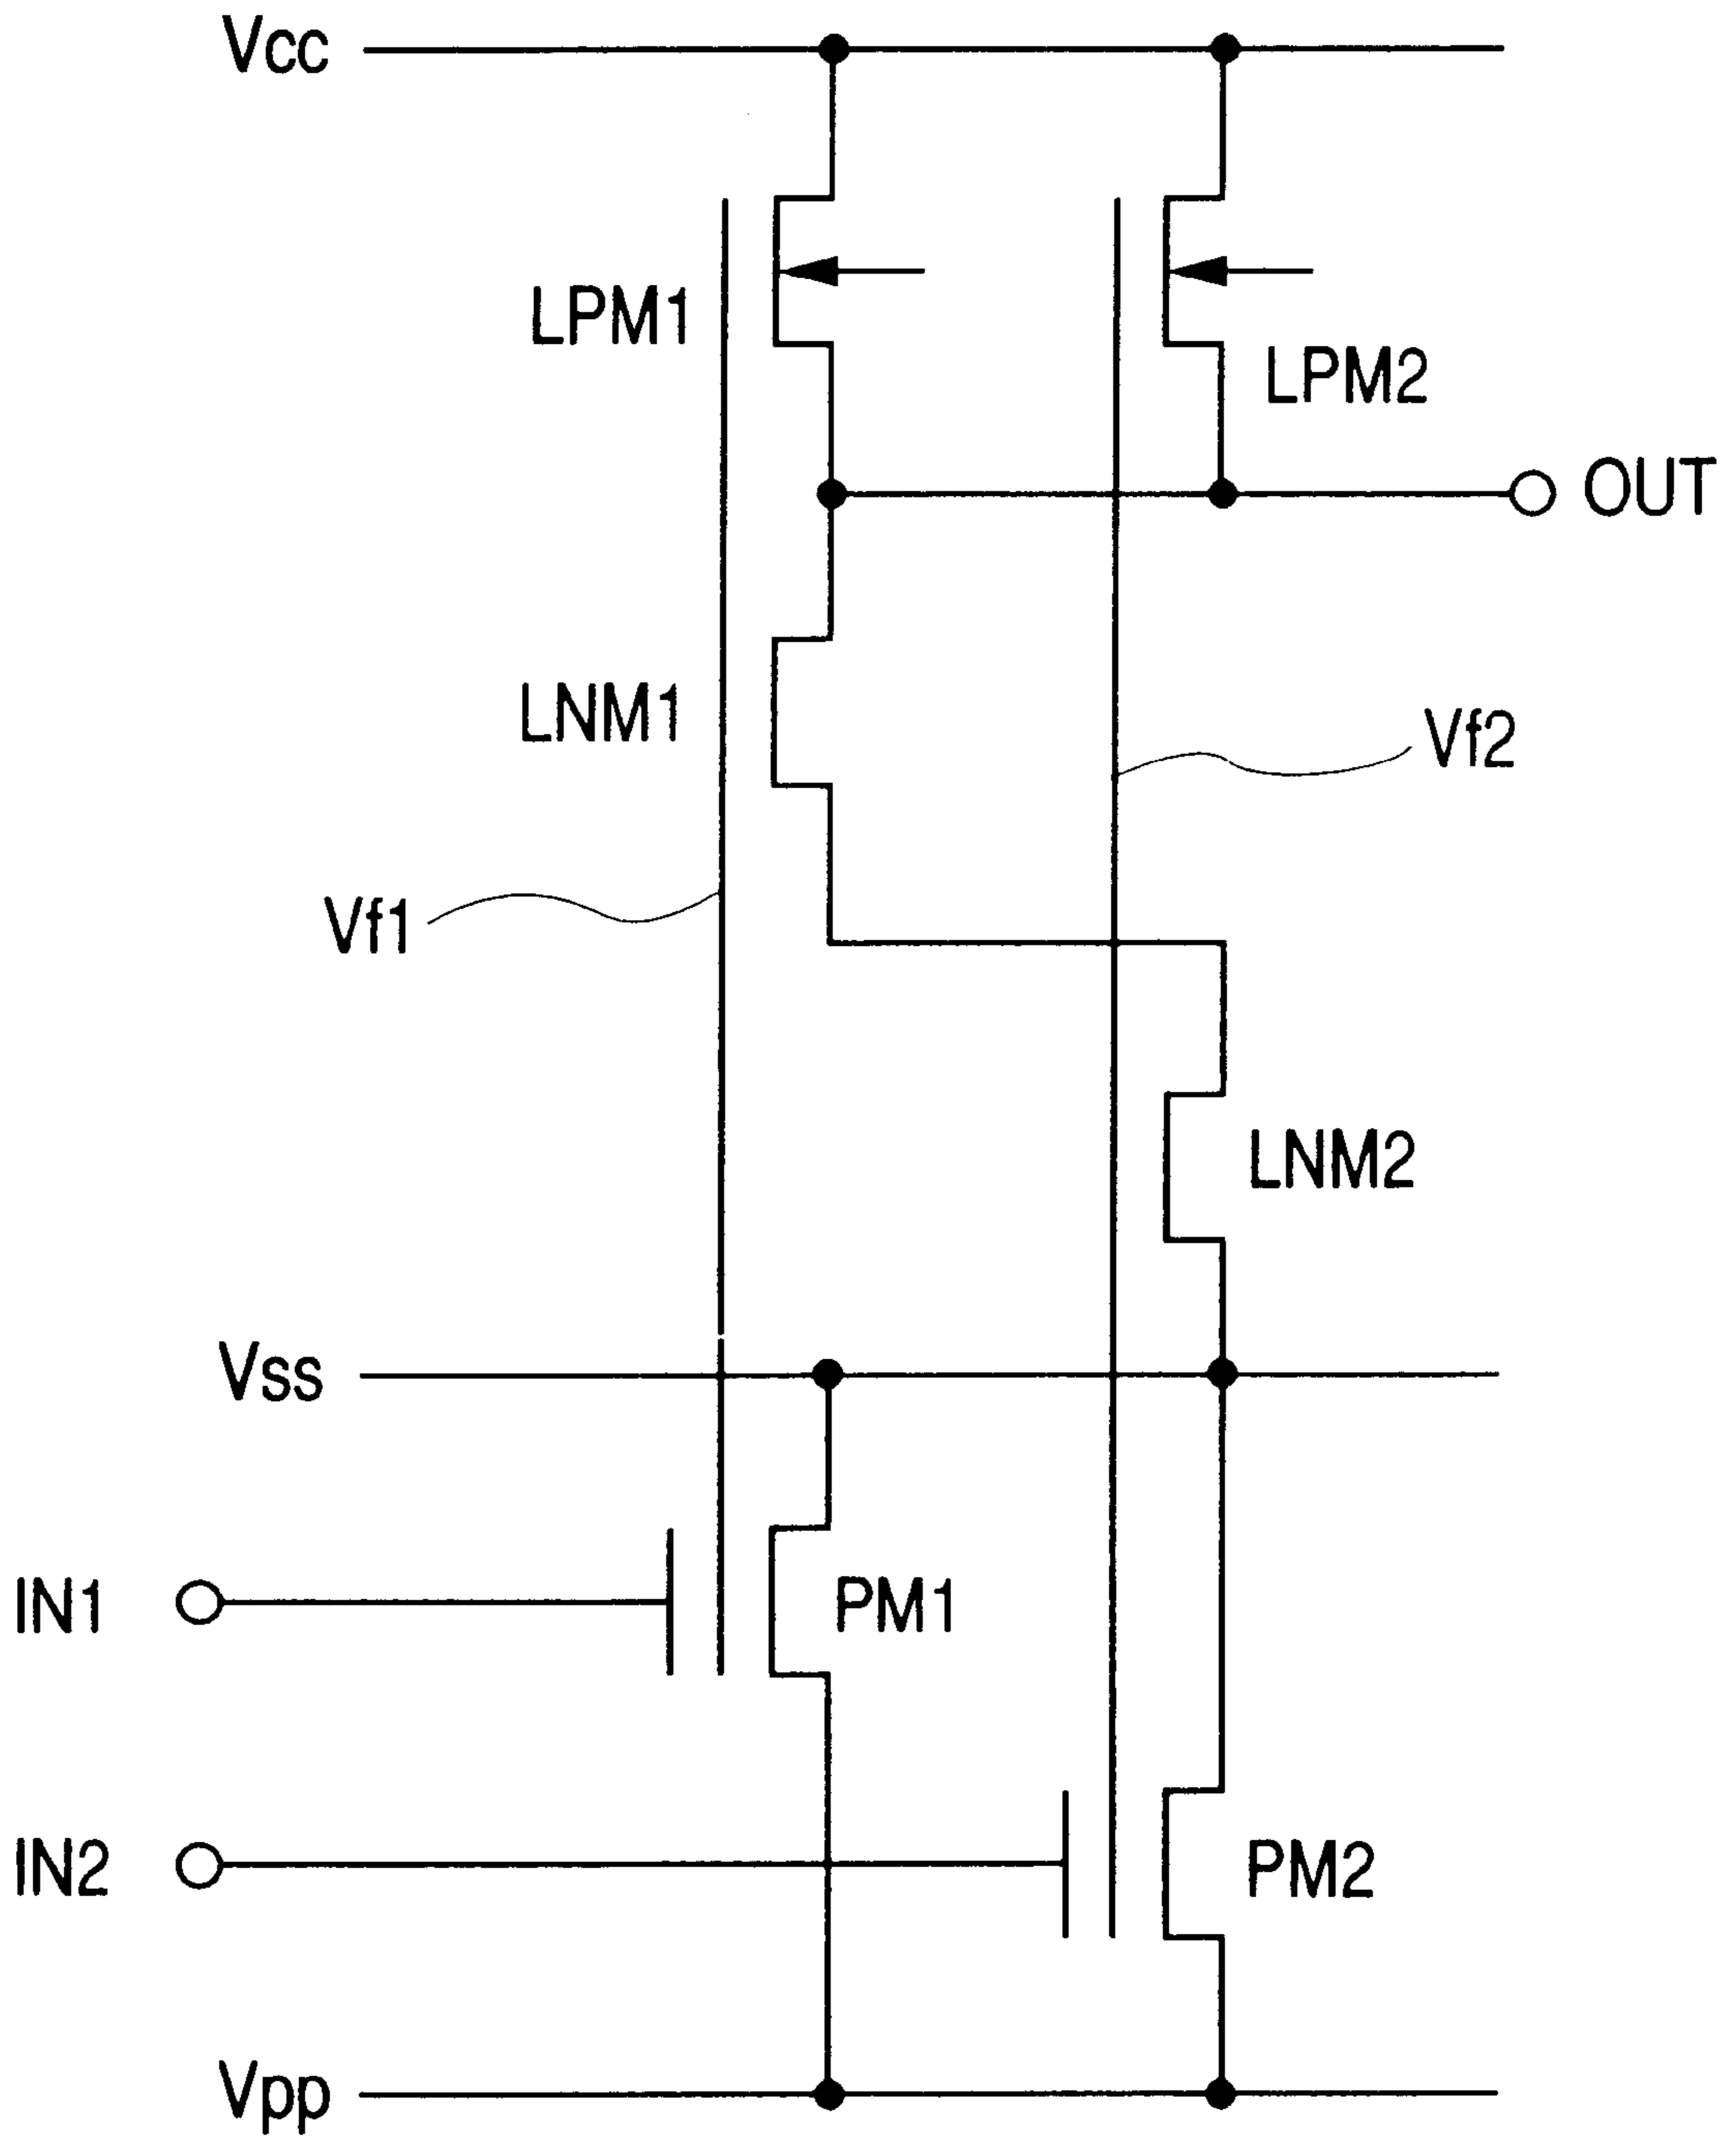 Vcc
LPM1
LPM2
OUT
LNM1
Vf2
Vf1
LNM2
Vss
IN1
PM1
IN2
PM2
Vpp